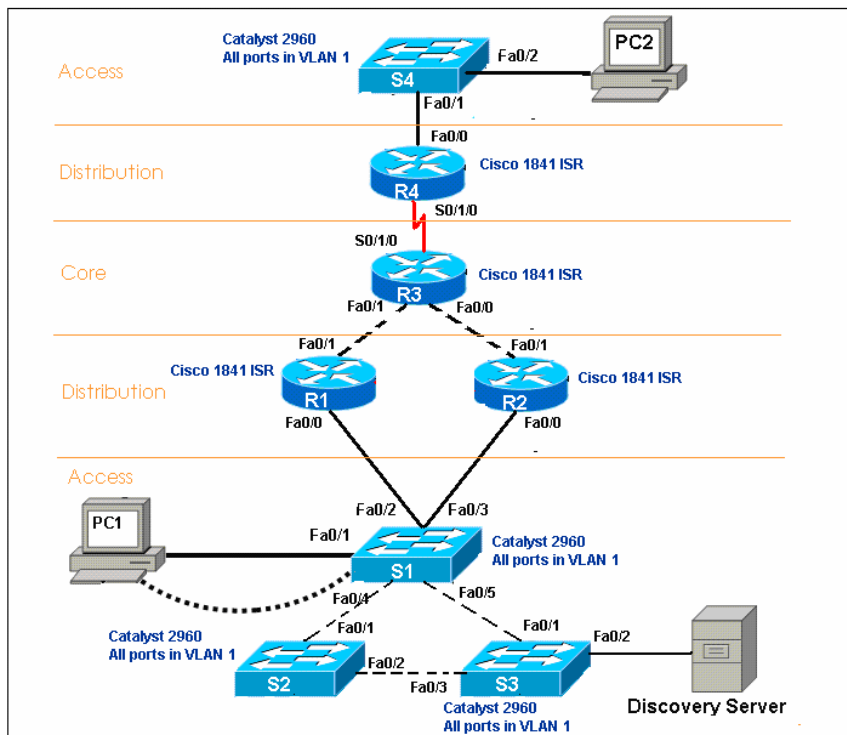 Catalyst 2960
All ports in VLAN 1
PC2
Fa0/2
Access
S4
Fa0/1
Fa0/0
Distribution
Cisco 1841 ISR
R4
S0/1/0
S0/1/0
Core
Cisco 1841 ISR
R3
Fa0/1
Fa0/0
Fa0/1
Fa0/1
Cisco 1841 ISR
Cisco 1841 ISR
Distribution
R1
R2
Fa0/0
Fa0/0
Access
PC1
Fa0/2
Fa0/3
Fa0/1
Catalyst 2960
All ports in VLAN 1
S1
Fa0/4
Fa0/5
Catalyst 2960
All ports in VLAN 1
Fa0/1
Fa0/1
Fa0/2
Fa0/2
S2
Fa0/3
S3
Catalyst 2960
All ports in VLAN 1
Discovery Server